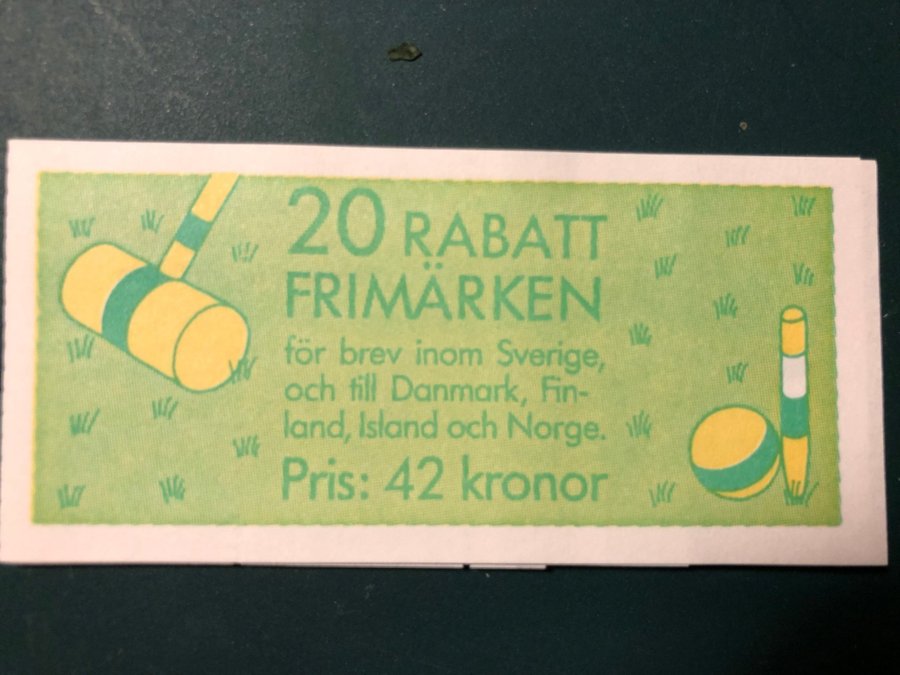 20 RABATT
FRIMÄRKEN
för brev inom Sverige,
och till Danmark, Fin-
land, Island och Norge.
Pris: 42 kronor